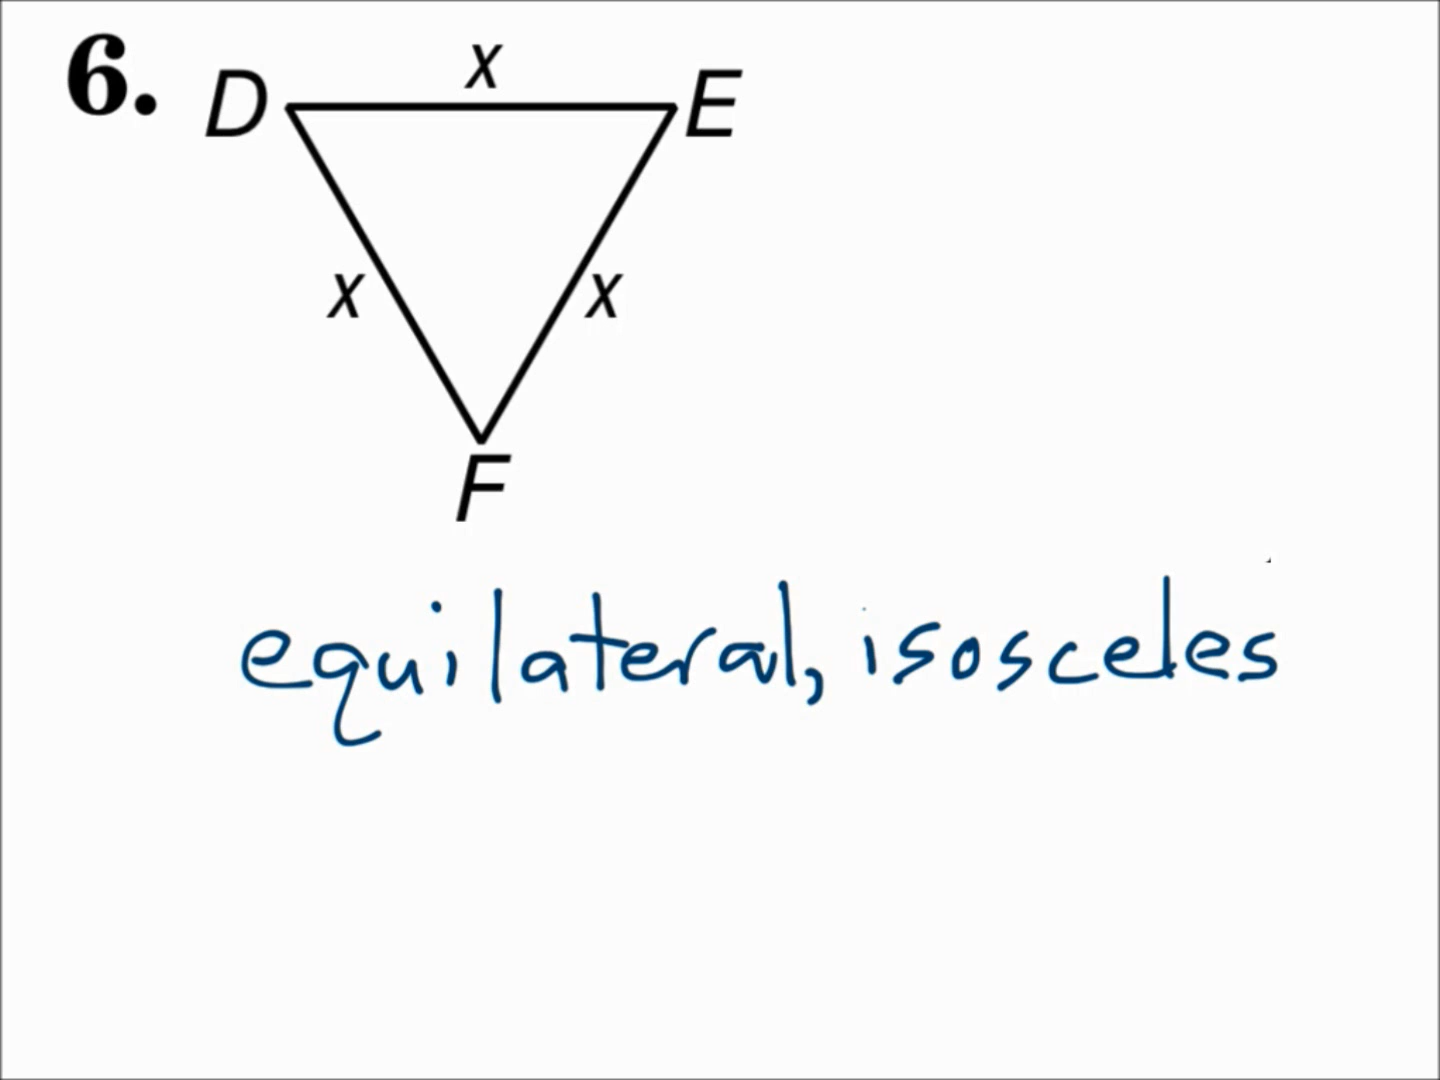 6. D x E
x x
F
equilateral, isosceles